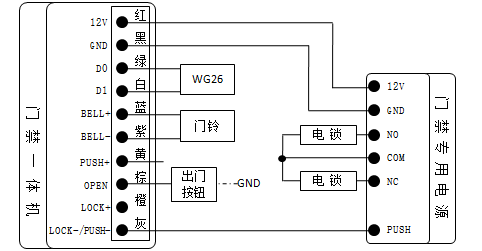 12V 红
GND 黑
D0 绿
D1 白
BELL+ 蓝
BELL- 紫
PUSH+ 黄
OPEN 棕
LOCK+ 橙
LOCK-/PUSH- 灰
门禁一体机
WG26
门铃
出门
按钮
GND
电锁
电锁
12V
GND
NO
COM
NC
PUSH
门禁专用电源